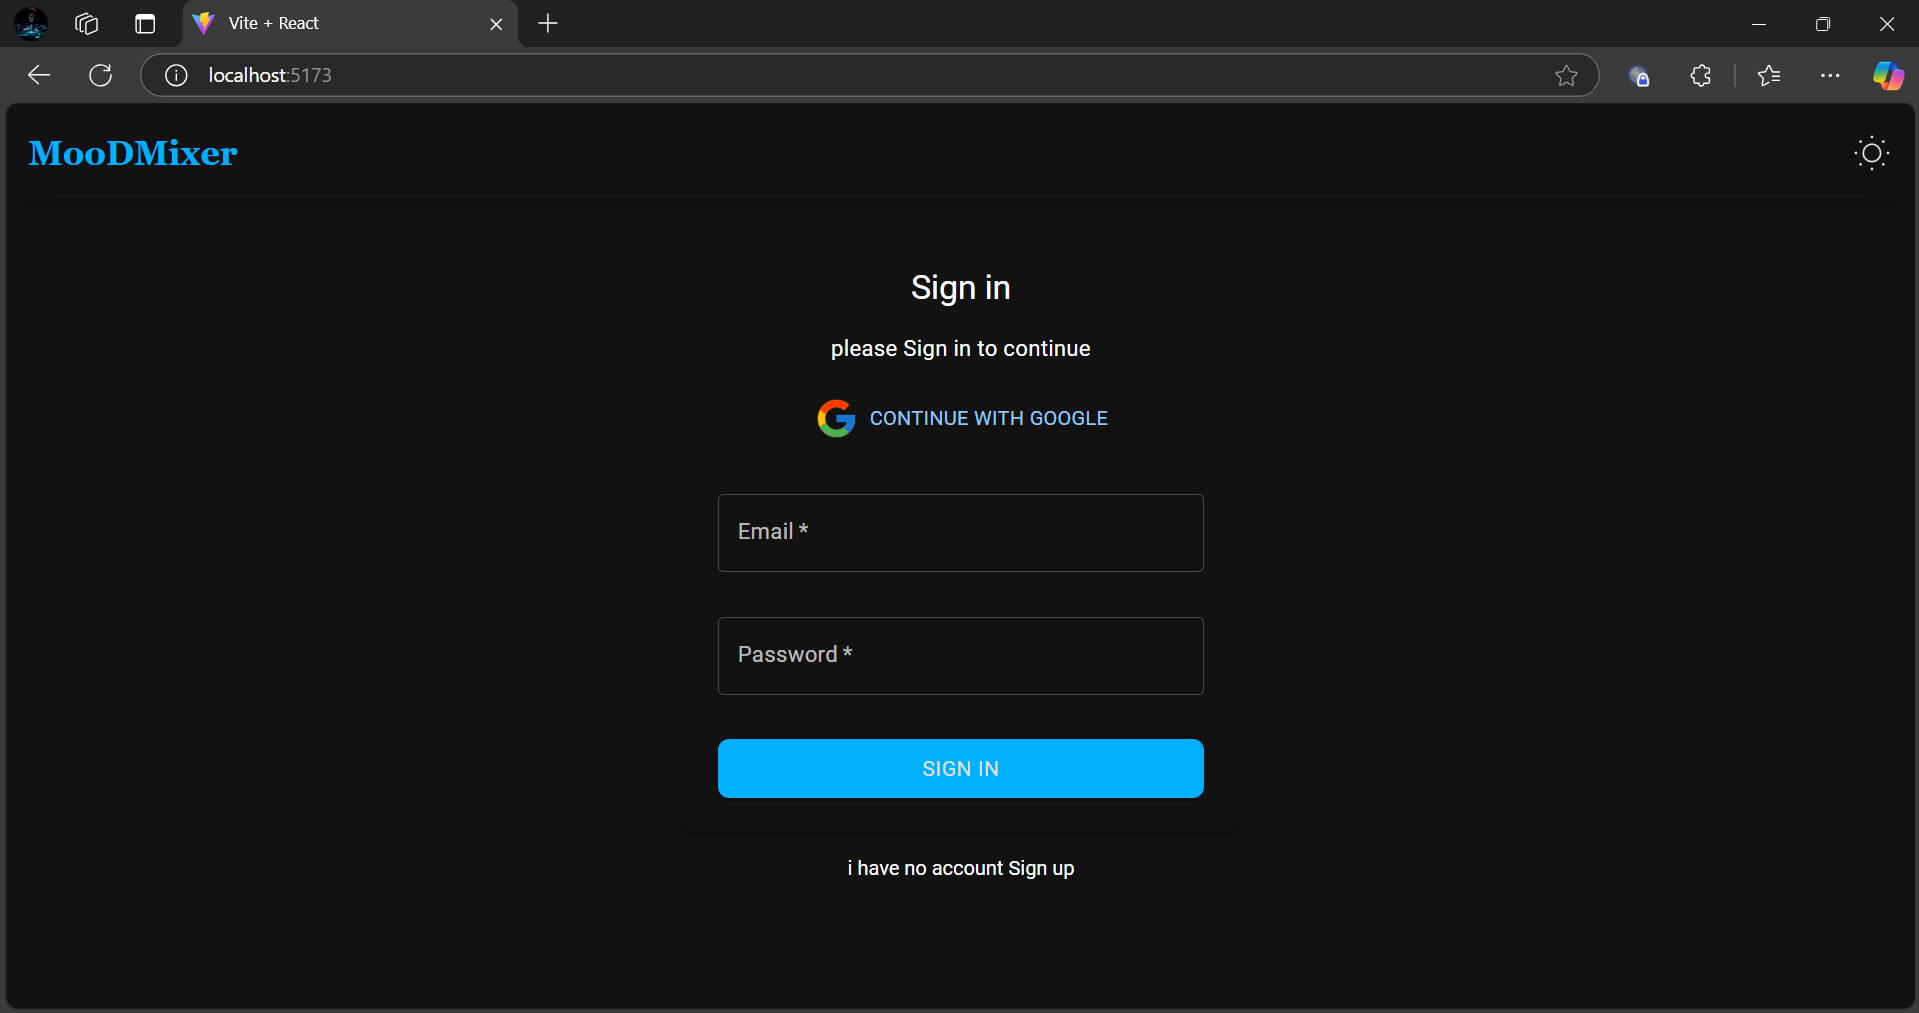 Vite + React
localhost:5173
MooDMixer
Sign in
please Sign in to continue
CONTINUE WITH GOOGLE
Email *
Password *
SIGN IN
i have no account Sign up